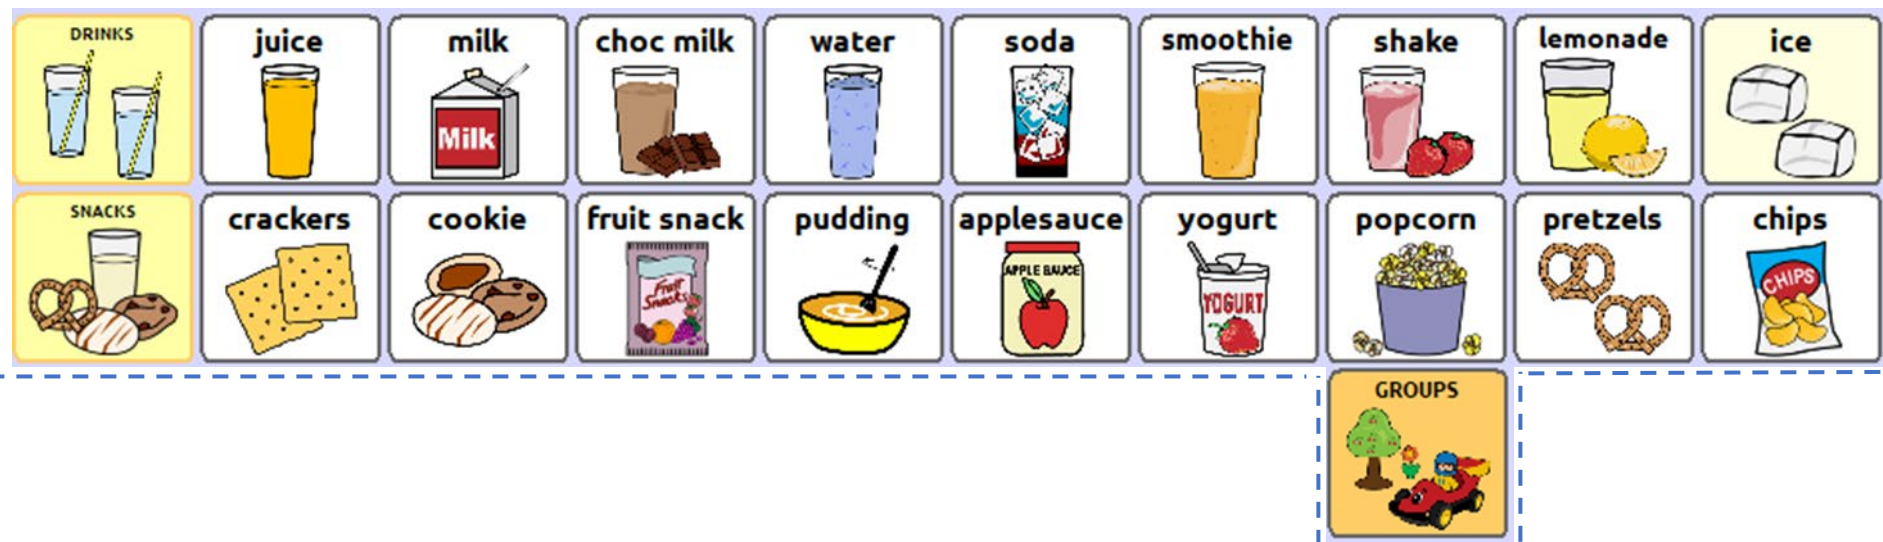 DRINKS
juice
milk
choc milk
water
soda
smoothie
shake
lemonade
ice
Milk
SNACKS
crackers
cookie
fruit snack
pudding
applesauce
yogurt
popcorn
pretzels
chips
Fruit
Snacks
APPLE SAUCE
YOGURT
CHIPS
GROUPS